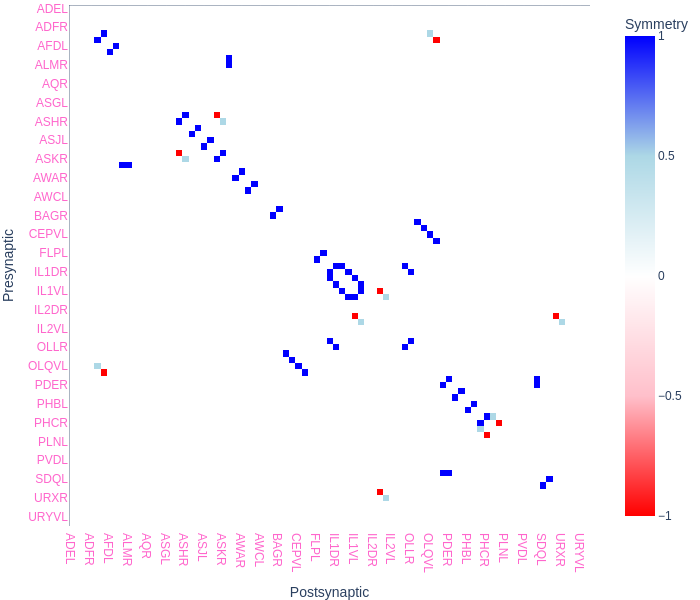 Symmetry
1
0.5
0
−0.5
−1
Presynaptic
ADEL
ADFR
AFDL
ALMR
AQR
ASGL
ASHR
ASJL
ASKR
AWAR
AWCL
BAGR
CEPVL
FLPL
IL1DR
IL1VL
IL2DR
IL2VL
OLLR
OLQVL
PDER
PHBL
PHCR
PLNL
PVDL
SDQL
URXR
URYVL
ADEL
ADFR
AFDL
ALMR
AQR
ASGL
ASHR
ASJL
ASKR
AWAR
AWCL
BAGR
CEPVL
FLPL
IL1DR
IL1VL
IL2DR
IL2VL
OLLR
OLQVL
PDER
PHBL
PHCR
PLNL
PVDL
SDQL
URXR
URYVL
Postsynaptic